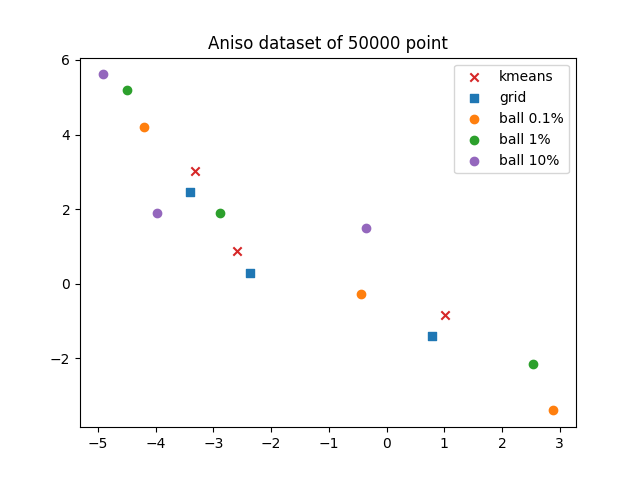 Aniso dataset of 50000 point
kmeans
grid
ball 0.1%
ball 1%
ball 10%
6
4
2
0
−2
−5 −4 −3 −2 −1 0 1 2 3